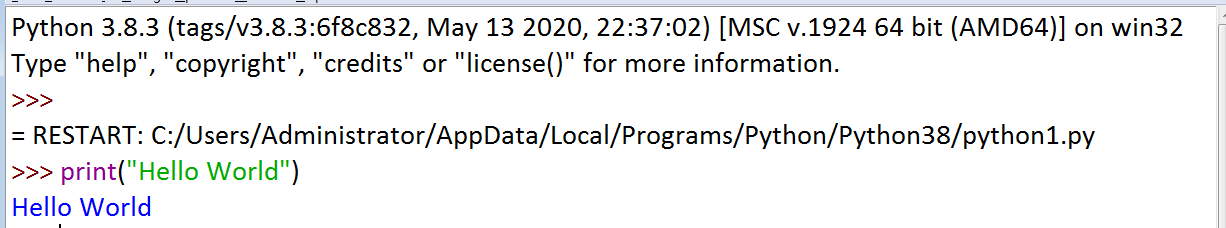 Python 3.8.3 (tags/v3.8.3:6f8c832, May 13 2020, 22:37:02) [MSC v.1924 64 bit (AMD64)] on win32
Type "help", "copyright", "credits" or "license()" for more information.
>>>
= RESTART: C:/Users/Administrator/AppData/Local/Programs/Python/Python38/python1.py
>>> print("Hello World")
Hello World